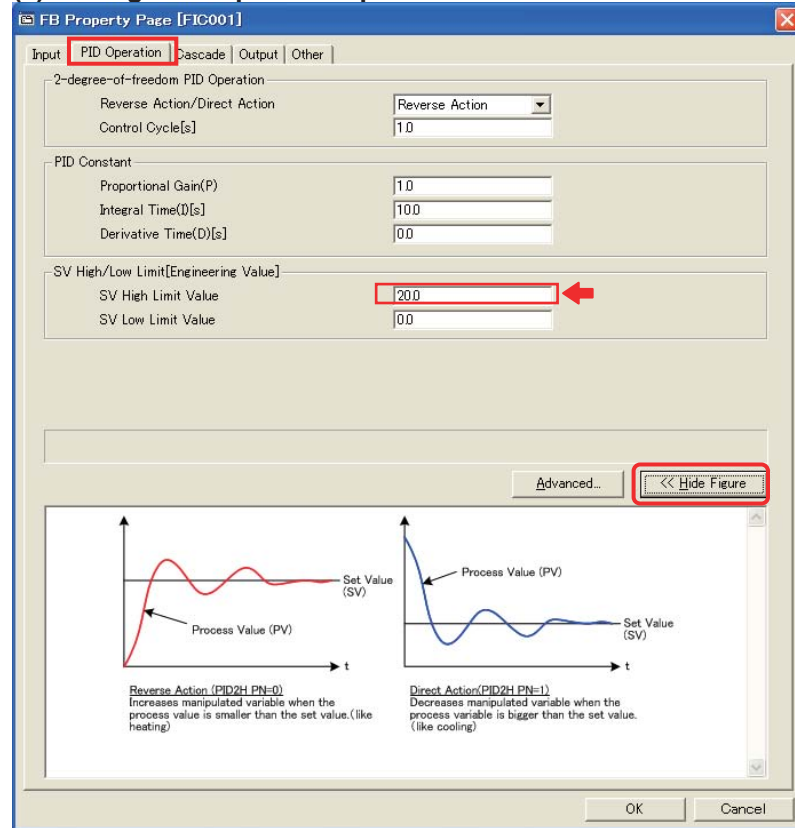 FB Property Page [FIC001]
Input PID Operation Cascade Output Other
2-degree-of-freedom PID Operation
Reverse Action/Direct Action Reverse Action
Control Cycle[s] 1.0
PID Constant
Proportional Gain(P) 1.0
Integral Time(I)[s] 10.0
Derivative Time(D)[s] 0.0
SV High/Low Limit[Engineering Value]
SV High Limit Value 20.0
SV Low Limit Value 0.0
Advanced... << Hide Figure
Set Value
(SV)
Process Value (PV)
t
Reverse Action (PID2H PN=0)
Increases manipulated variable when the
process value is smaller than the set value.(like
heating)
Process Value (PV)
Set Value
(SV)
t
Direct Action(PID2H PN=1)
Decreases manipulated variable when the
process variable is bigger than the set value.
(like cooling)
OK Cancel